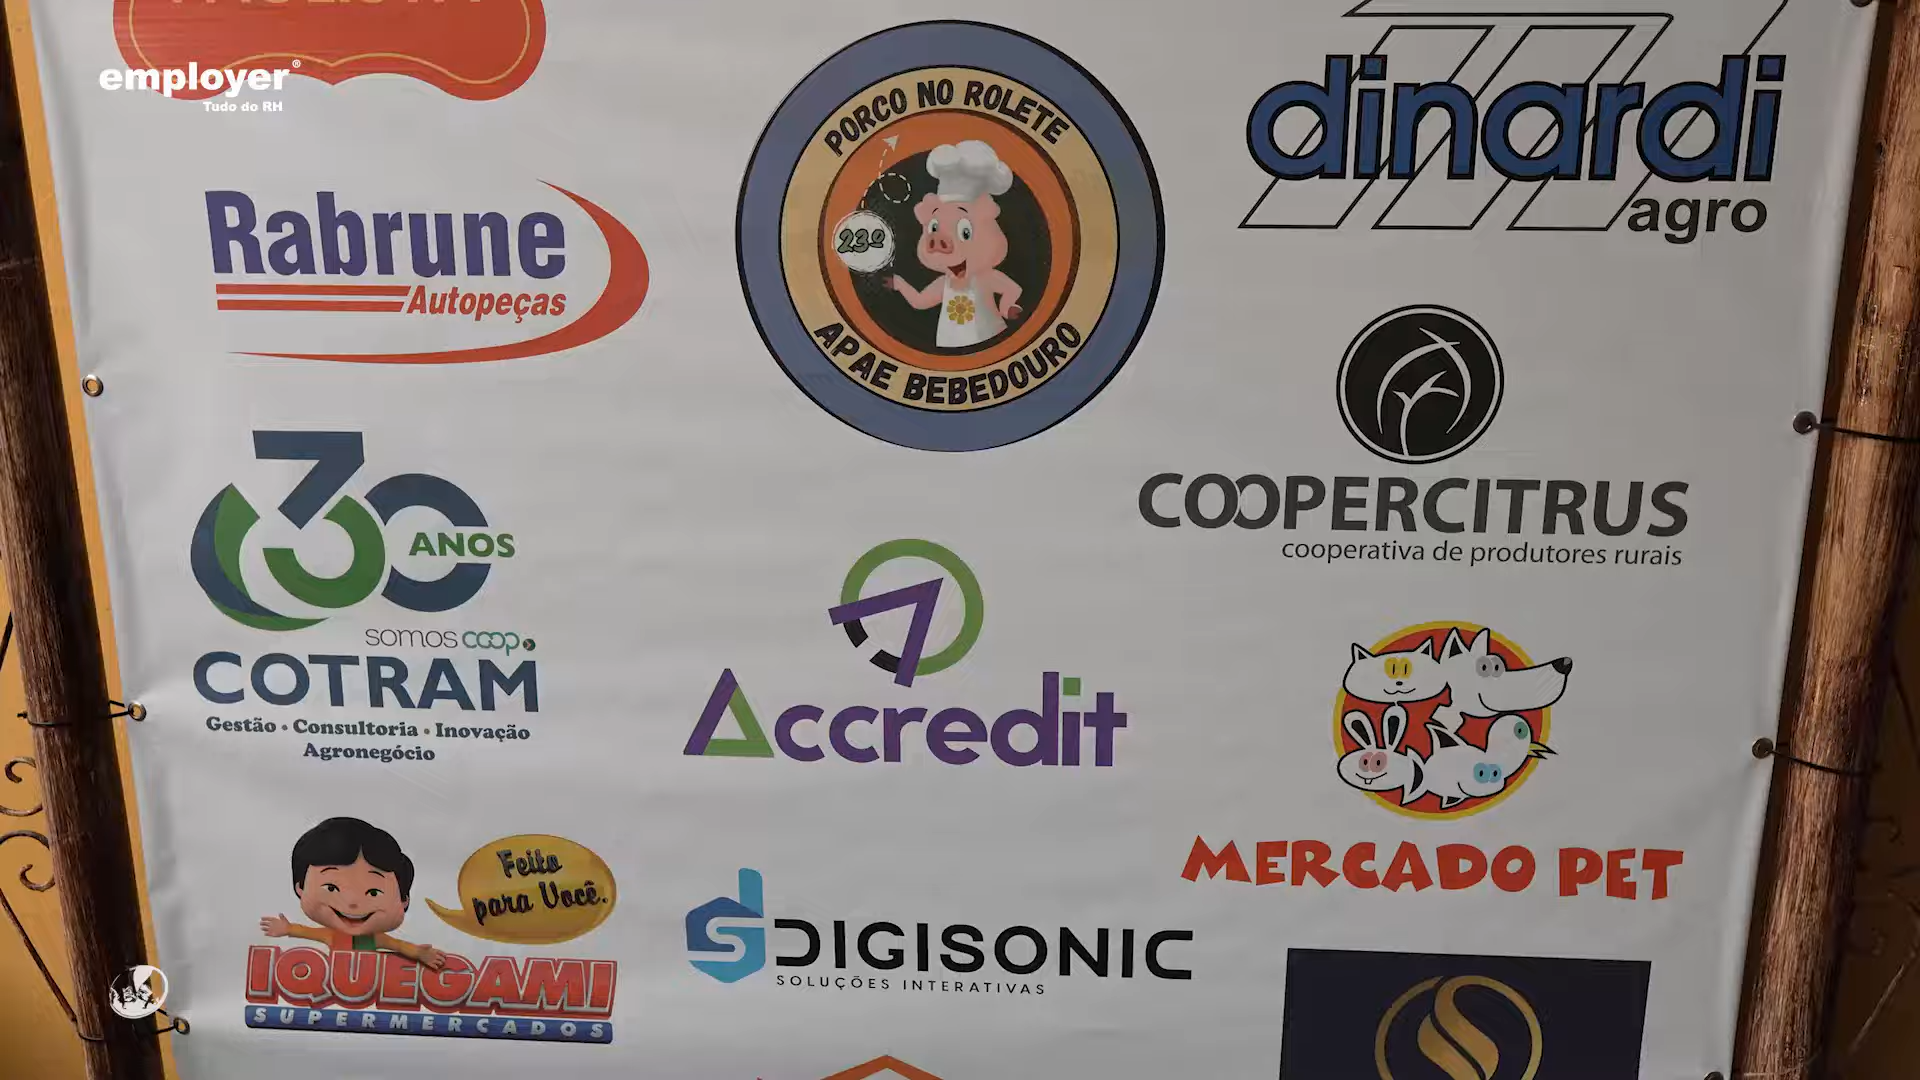 employer®
Tudo do RH
PORCO NO ROLETE
23º
APAE BEBEDOURO
dinardi
agro
Rabrune
Autopeças
COOPERCITRUS
cooperativa de produtores rurais
30 ANOS
somos coop
COTRAM
Gestão • Consultoria • Inovação
Agronegócio
Accredit
MERCADO PET
Feito
para Você.
IQUEGAMI
SUPERMERCADOS
DIGISONIC
SOLUÇÕES INTERATIVAS